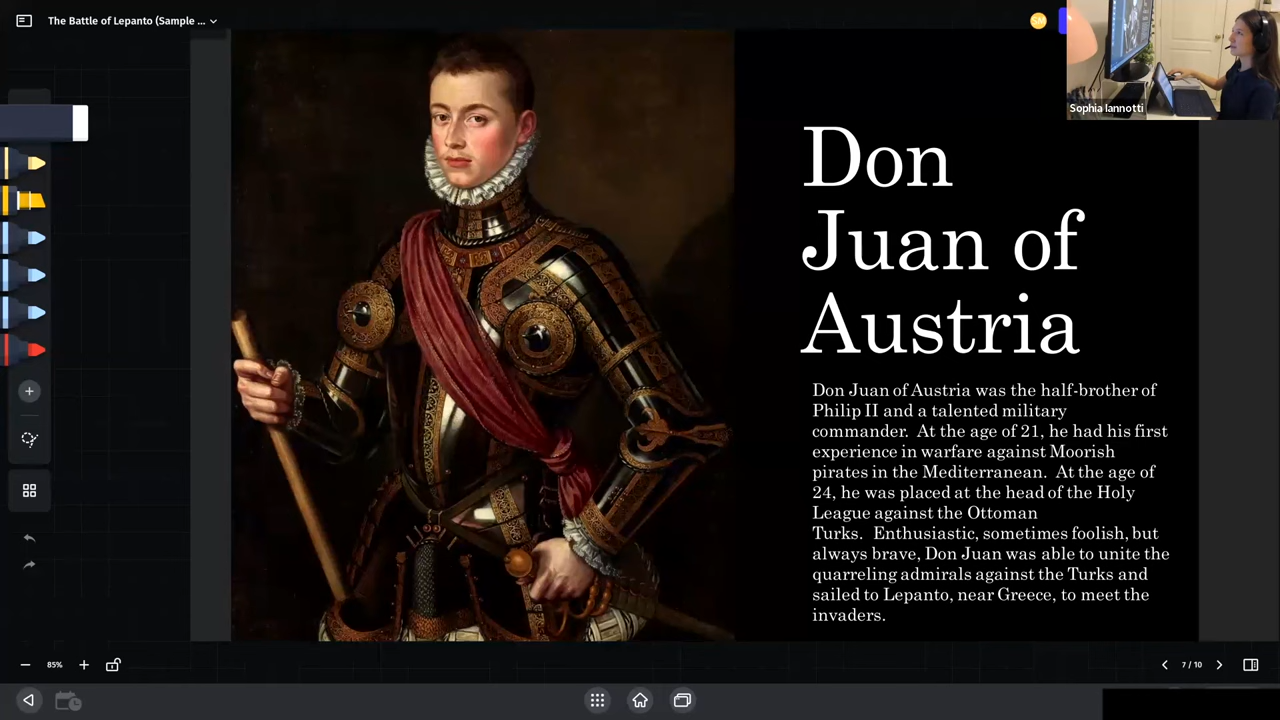 The Battle of Lepanto (Sample ...
SM
Sophia Iannotti
Don
Juan of
Austria
Don Juan of Austria was the half-brother of
Philip II and a talented military
commander. At the age of 21, he had his first
experience in warfare against Moorish
pirates in the Mediterranean. At the age of
24, he was placed at the head of the Holy
League against the Ottoman
Turks. Enthusiastic, sometimes foolish, but
always brave, Don Juan was able to unite the
quarreling admirals against the Turks and
sailed to Lepanto, near Greece, to meet the
invaders.
85%
7 / 10